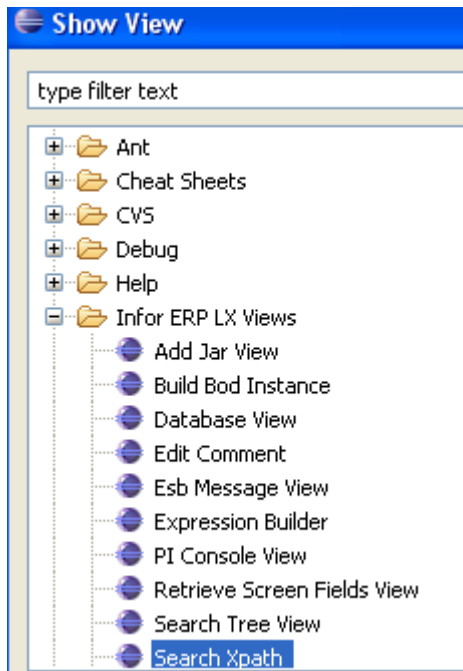 Show View
type filter text
Ant
Cheat Sheets
CVS
Debug
Help
Infor ERP LX Views
Add Jar View
Build Bod Instance
Database View
Edit Comment
Esb Message View
Expression Builder
PI Console View
Retrieve Screen Fields View
Search Tree View
Search Xpath